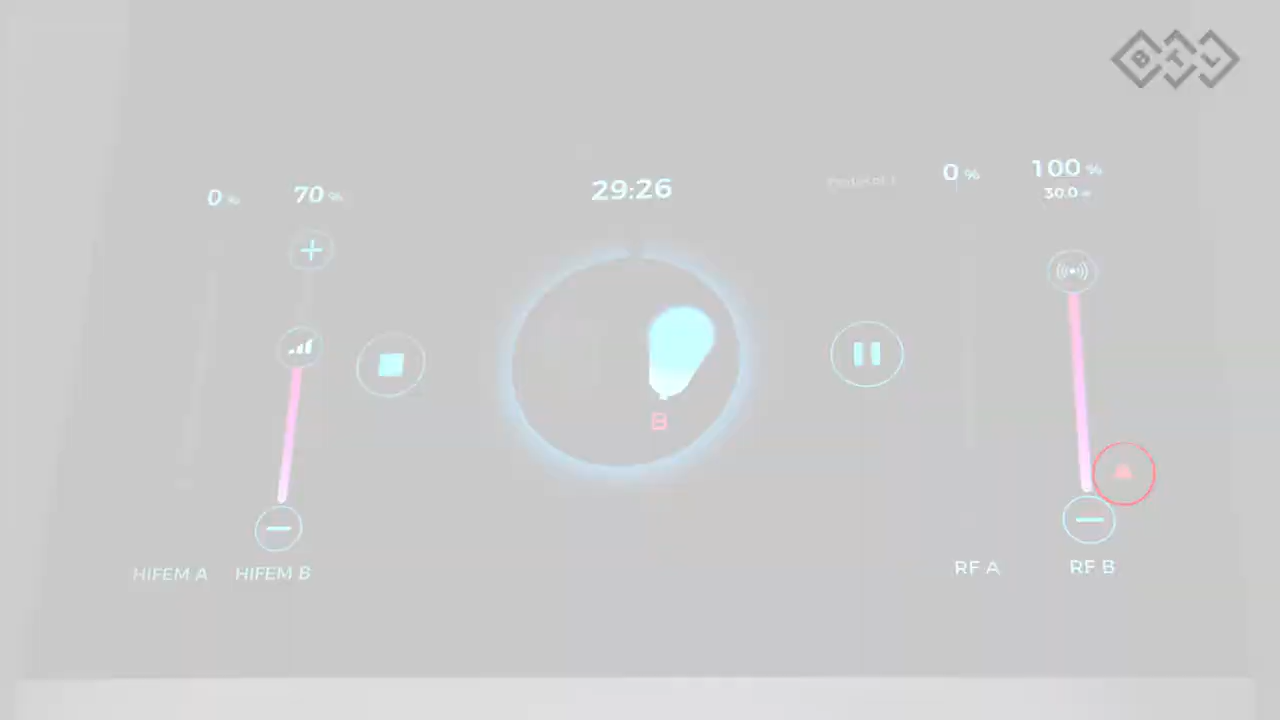 BTL
0 %
70 %
29:26
0 %
100 %
30.0
B
HIFEM A
HIFEM B
RF A
RF B